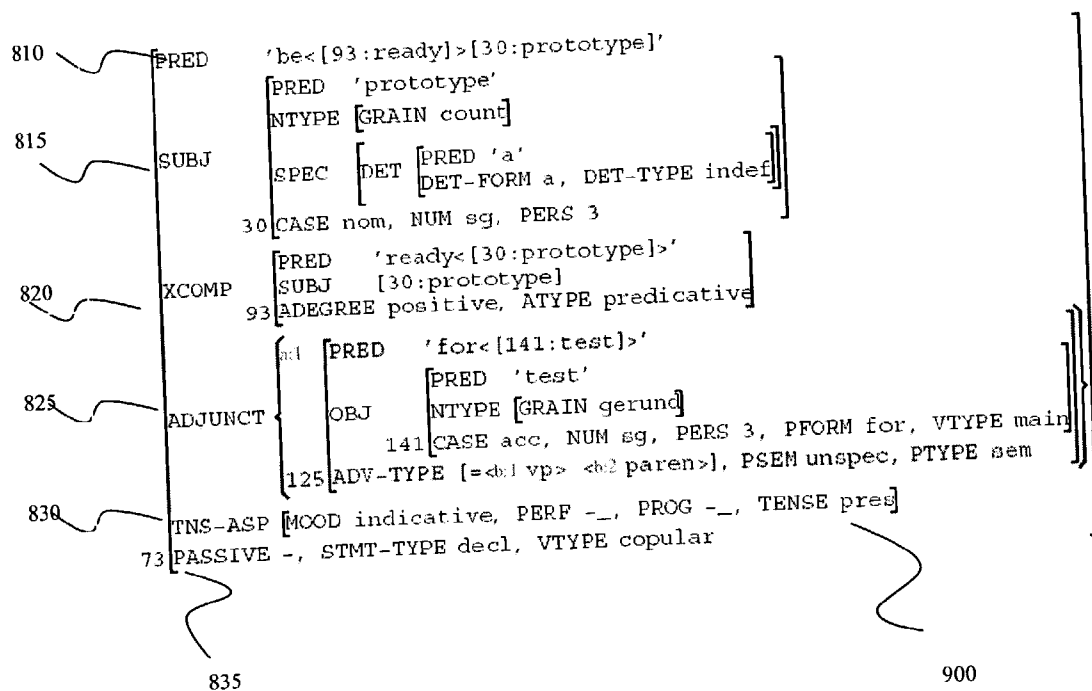 810 PRED 'be<[93:ready]>[30:prototype]'
PRED 'prototype'
NTYPE [GRAIN count]
815 SUBJ
SPEC [DET [PRED 'a'
DET-FORM a, DET-TYPE indef]]
30 CASE nom, NUM sg, PERS 3
PRED 'ready<[30:prototype]>'
820 XCOMP SUBJ [30:prototype]
93 ADEGREE positive, ATYPE predicative
PRED 'for<[141:test]>'
PRED 'test'
825 ADJUNCT OBJ NTYPE [GRAIN gerund]
141 CASE acc, NUM sg, PERS 3, PFORM for, VTYPE main
125 ADV-TYPE [=<b:1 vp> <b:2 paren>], PSEM unspec, PTYPE sem
830 TNS-ASP [MOOD indicative, PERF -_, PROG -_, TENSE pres]
73 PASSIVE -, STMT-TYPE decl, VTYPE copular
835 900